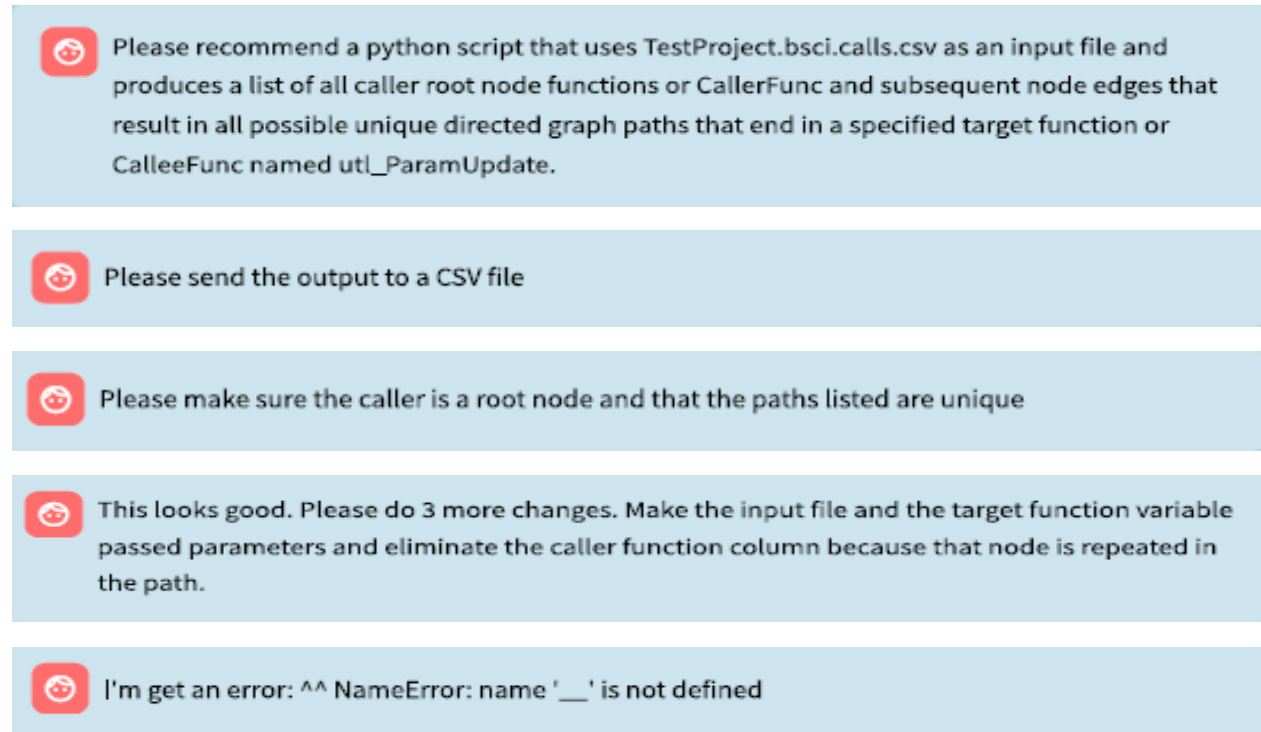 Please recommend a python script that uses TestProject.bsci.calls.csv as an input file and
produces a list of all caller root node functions or CallerFunc and subsequent node edges that
result in all possible unique directed graph paths that end in a specified target function or
CalleeFunc named utl_ParamUpdate.
Please send the output to a CSV file
Please make sure the caller is a root node and that the paths listed are unique
This looks good. Please do 3 more changes. Make the input file and the target function variable
passed parameters and eliminate the caller function column because that node is repeated in
the path.
I'm get an error: ^^ NameError: name '__' is not defined